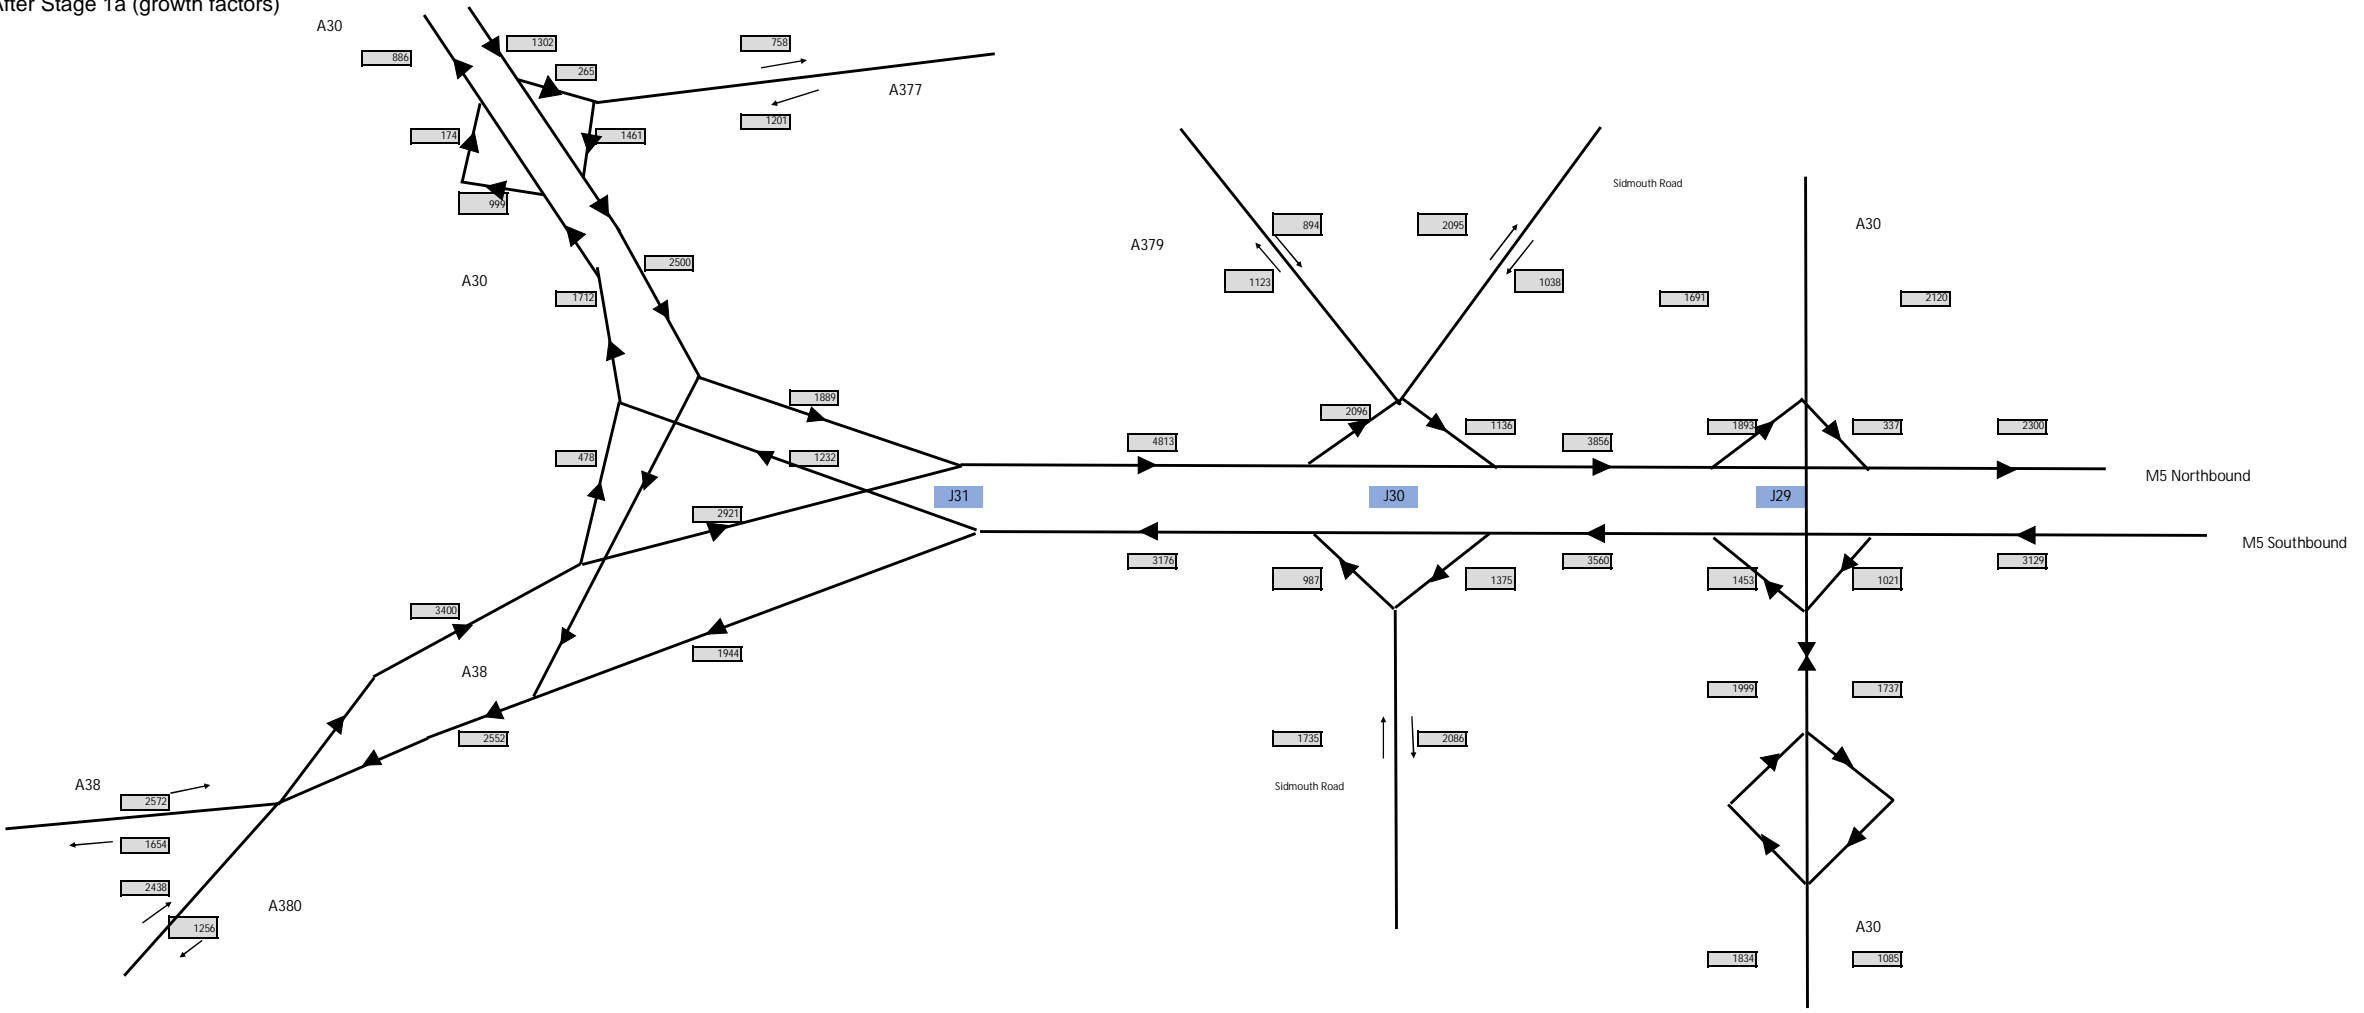 After Stage 1a (growth factors)
A30
1302
758
886
265
A377
1201
174
1461
Sidmouth Road
999
894
2095
A30
A379
2500
A30
1123
1038
1712
1691
2120
1889
2096
1136
1893
337
2300
4813
3856
478
1232
M5 Northbound
J31
J30
J29
2921
M5 Southbound
3176
3560
3129
987
1375
1453
1021
3400
1944
A38
1999
1737
2552
1735
2086
A38
Sidmouth Road
2572
1654
2438
A380
1256
A30
1834
1085